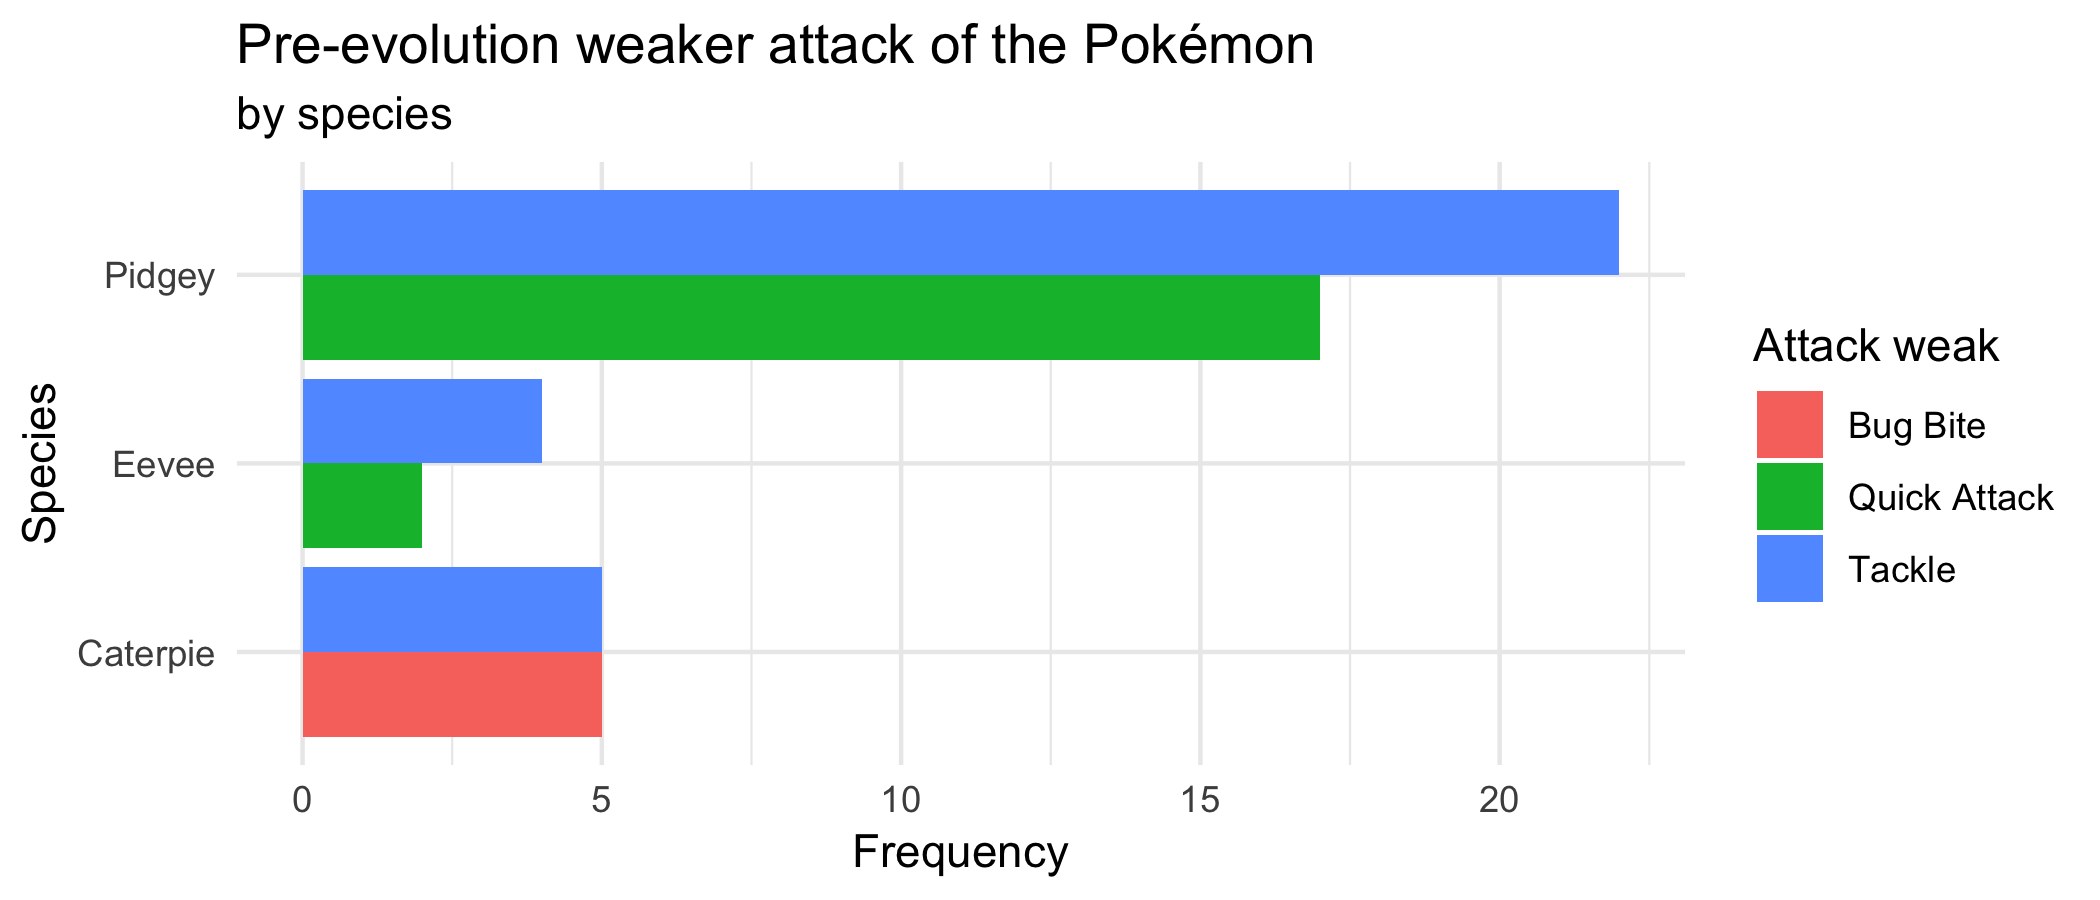 Pre-evolution weaker attack of the Pokémon
by species
Species
Pidgey
Eevee
Caterpie
0 5 10 15 20
Frequency
Attack weak
Bug Bite
Quick Attack
Tackle